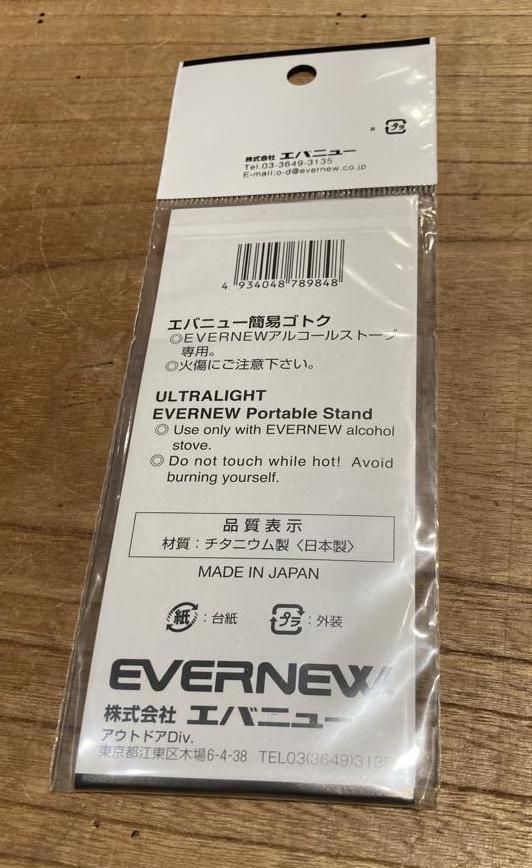 プラ
株式会社 エバニュー
Tel.03-3649-3135
E-mail:o-d@evernew.co.jp
4 934048 789848
エバニュー簡易ゴトク
◎EVERNEWアルコールストーブ
専用。
◎火傷にご注意下さい。
ULTRALIGHT
EVERNEW Portable Stand
◎ Use only with EVERNEW alcohol
stove.
◎ Do not touch while hot! Avoid
burning yourself.
品質表示
材質：チタニウム製〈日本製〉
MADE IN JAPAN
紙：台紙 プラ：外装
EVERNEW®
株式会社 エバニュー
アウトドアDiv.
東京都江東区木場6-4-38 TEL03(3649)3135